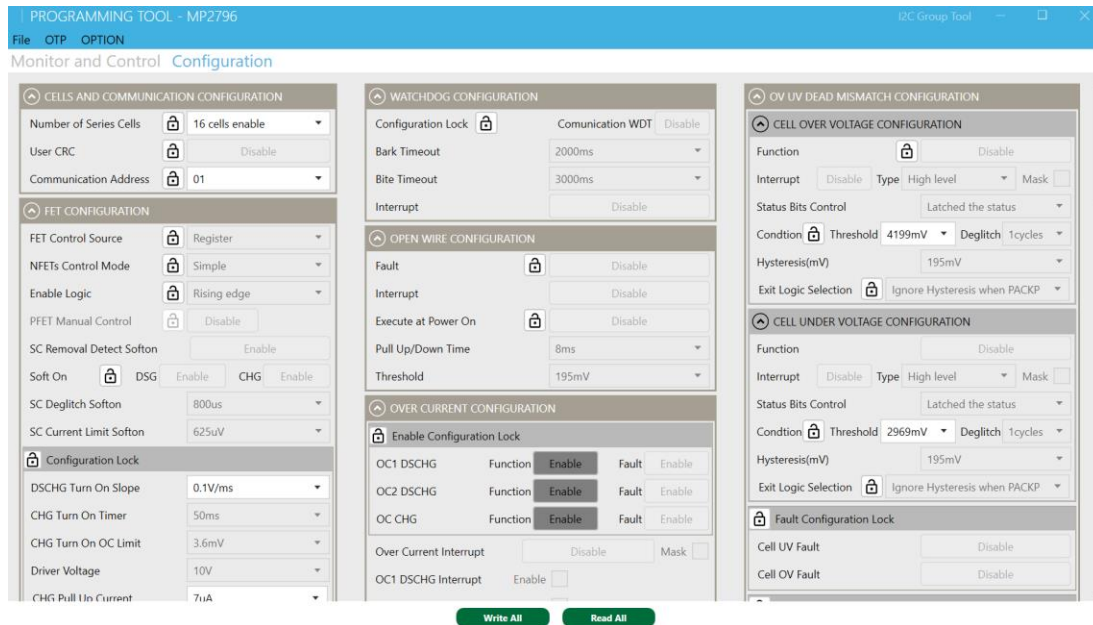 PROGRAMMING TOOL - MP2796
I2C Group Tool
File OTP OPTION
Monitor and Control Configuration
CELLS AND COMMUNICATION CONFIGURATION
Number of Series Cells 16 cells enable
User CRC Disable
Communication Address 01
FET CONFIGURATION
FET Control Source Register
NFETs Control Mode Simple
Enable Logic Rising edge
PFET Manual Control Disable
SC Removal Detect Softon Enable
Soft On DSG Enable CHG Enable
SC Deglitch Softon 800us
SC Current Limit Softon 625uV
Configuration Lock
DSCHG Turn On Slope 0.1V/ms
CHG Turn On Timer 50ms
CHG Turn On OC Limit 3.6mV
Driver Voltage 10V
CHG Pull Up Current 7uA
WATCHDOG CONFIGURATION
Configuration Lock Comunication WDT Disable
Bark Timeout 2000ms
Bite Timeout 3000ms
Interrupt Disable
OPEN WIRE CONFIGURATION
Fault Disable
Interrupt Disable
Execute at Power On Disable
Pull Up/Down Time 8ms
Threshold 195mV
OVER CURRENT CONFIGURATION
Enable Configuration Lock
OC1 DSCHG Function Enable Fault Enable
OC2 DSCHG Function Enable Fault Enable
OC CHG Function Enable Fault Enable
Over Current Interrupt Disable Mask
OC1 DSCHG Interrupt Enable
OV UV DEAD MISMATCH CONFIGURATION
CELL OVER VOLTAGE CONFIGURATION
Function Disable
Interrupt Disable Type High level Mask
Status Bits Control Latched the status
Condtion Threshold 4199mV Deglitch 1cycles
Hysteresis(mV) 195mV
Exit Logic Selection Ignore Hysteresis when PACKP
CELL UNDER VOLTAGE CONFIGURATION
Function Disable
Interrupt Disable Type High level Mask
Status Bits Control Latched the status
Condtion Threshold 2969mV Deglitch 1cycles
Hysteresis(mV) 195mV
Exit Logic Selection Ignore Hysteresis when PACKP
Fault Configuration Lock
Cell UV Fault Disable
Cell OV Fault Disable
Write All Read All